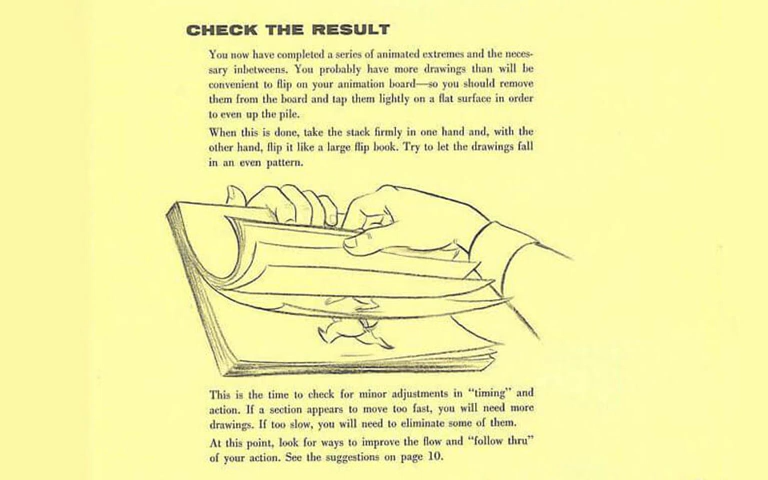 CHECK THE RESULT
You now have completed a series of animated extremes and the neces-
sary inbetweens. You probably have more drawings than will be
convenient to flip on your animation board—so you should remove
them from the board and tap them lightly on a flat surface in order
to even up the pile.
When this is done, take the stack firmly in one hand and, with the
other hand, flip it like a large flip book. Try to let the drawings fall
in an even pattern.
This is the time to check for minor adjustments in “timing” and
action. If a section appears to move too fast, you will need more
drawings. If too slow, you will need to eliminate some of them.
At this point, look for ways to improve the flow and “follow thru”
of your action. See the suggestions on page 10.